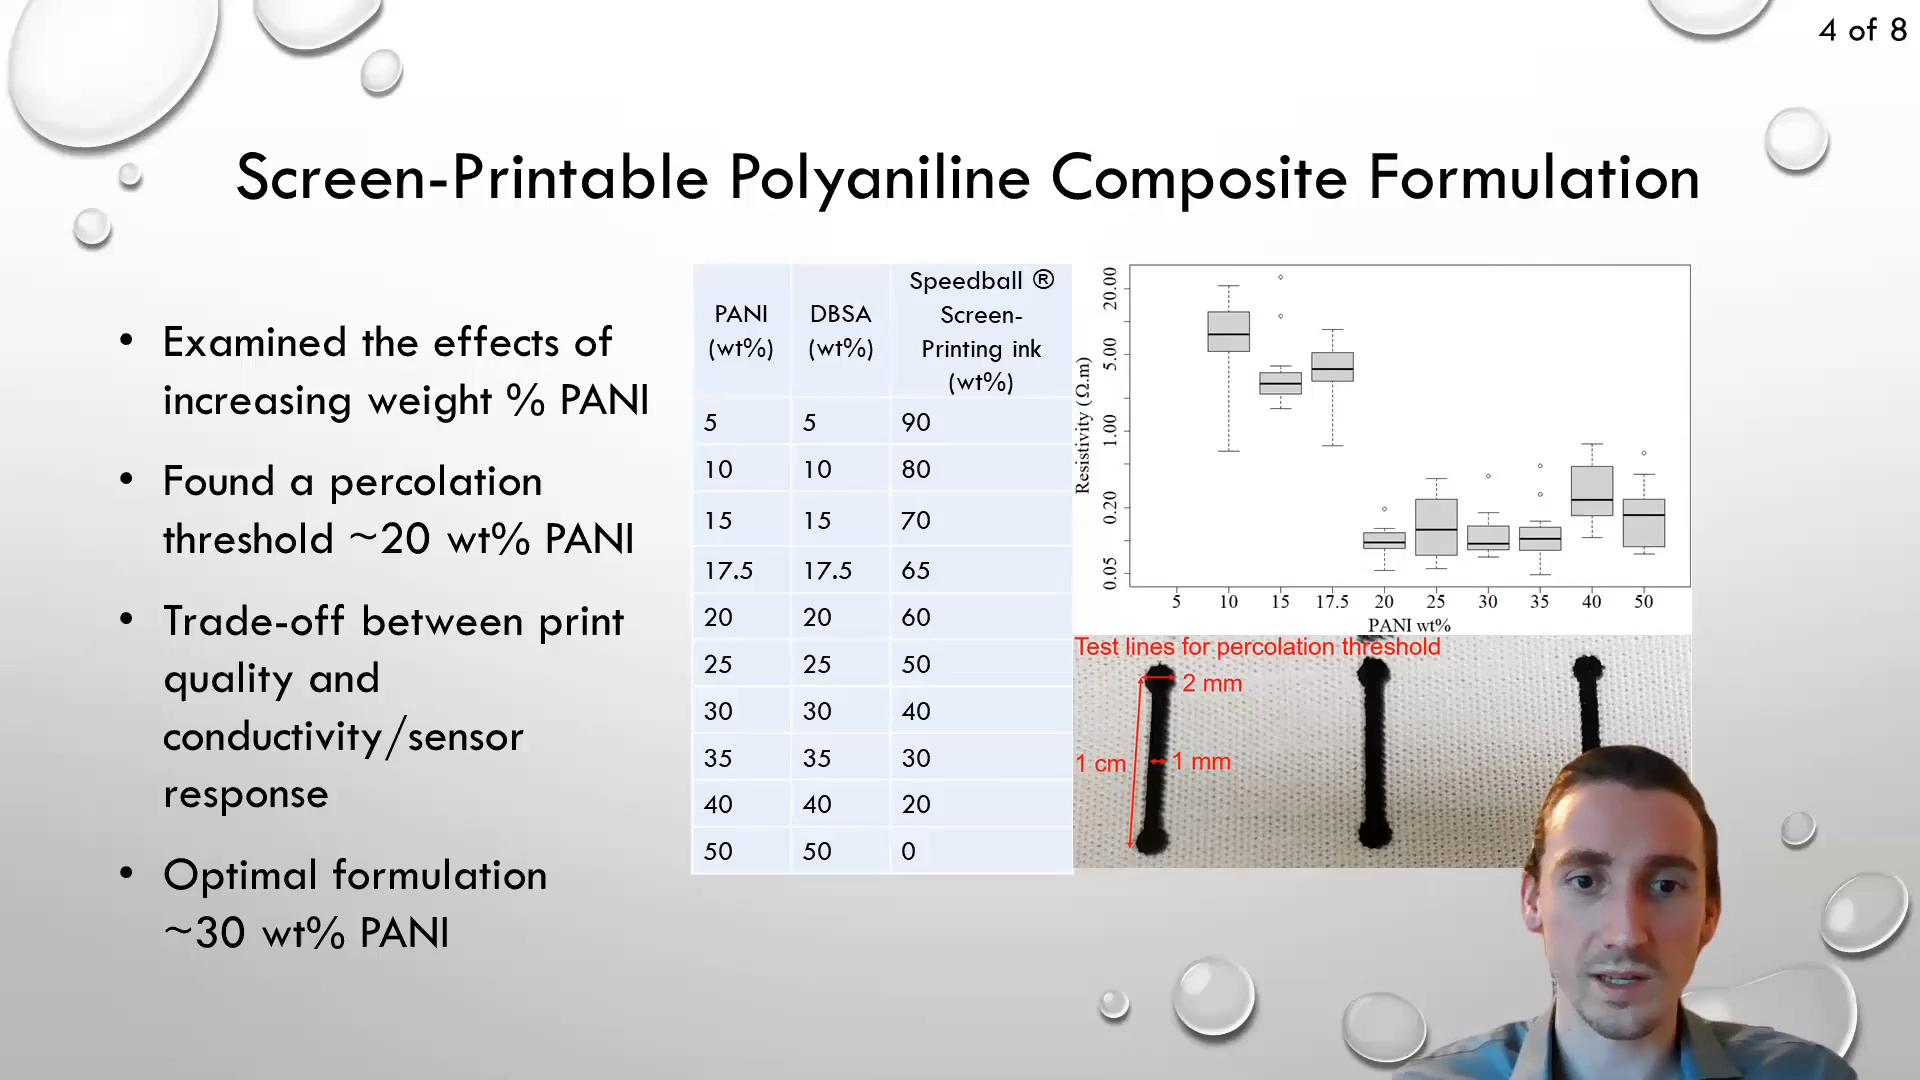 4 of 8
Screen-Printable Polyaniline Composite Formulation
• Examined the effects of
increasing weight % PANI
• Found a percolation
threshold ~20 wt% PANI
• Trade-off between print
quality and
conductivity/sensor
response
• Optimal formulation
~30 wt% PANI
PANI (wt%) DBSA (wt%) Speedball ® Screen-Printing ink (wt%)
5 5 90
10 10 80
15 15 70
17.5 17.5 65
20 20 60
25 25 50
30 30 40
35 35 30
40 40 20
50 50 0
Resistivity (Ω.m)
20.00
5.00
1.00
0.20
0.05
5 10 15 17.5 20 25 30 35 40 50
PANI wt%
Test lines for percolation threshold
2 mm
1 cm
1 mm